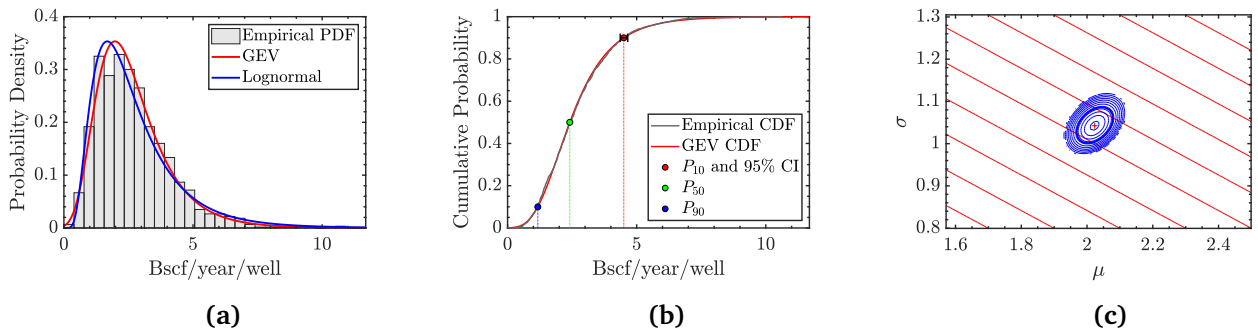 Probability Density
0.4
0.3
0.2
0.1
0
0
5
10
Empirical PDF
GEV
Lognormal
Bscf/year/well
(a)
Cumulative Probability
1
0.8
0.6
0.4
0.2
0
0
5
10
Empirical CDF
GEV CDF
P10 and 95% CI
P50
P90
Bscf/year/well
(b)
σ
1.3
1.2
1.1
1
0.9
0.8
1.6
1.8
2
2.2
2.4
μ
(c)